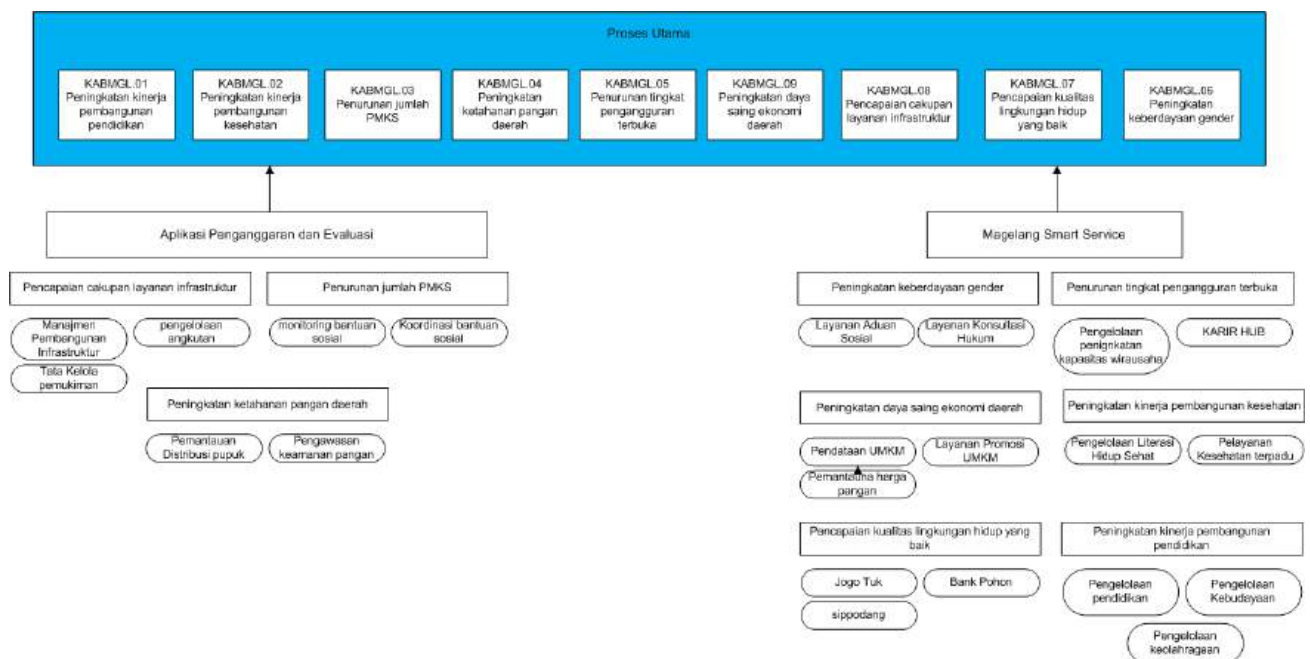 Proses Utama
KABMGL.01
Peningkatan kinerja
pembangunan
pendidikan
KABMGL.02
Peningkatan kinerja
pembangunan
kesehatan
KABMGL.03
Penurunan jumlah
PMKS
KABMGL.04
Peningkatan
ketahanan pangan
daerah
KABMGL.05
Penurunan tingkat
pengangguran
terbuka
KABMGL.09
Peningkatan daya
saing ekonomi
daerah
KABMGL.08
Pencapaian cakupan
layanan infrastruktur
KABMGL.07
Pencapaian kualitas
lingkungan hidup
yang baik
KABMGL.06
Peningkatan
keberdayaan gender
Aplikasi Penganggaran dan Evaluasi
Magelang Smart Service
Pencapaian cakupan layanan infrastruktur
Manajmen
Pembangunan
Infrastruktur
pengelolaan
angkutan
Tata Kelola
pemukiman
Penurunan jumlah PMKS
monitoring bantuan
sosial
Koordinasi bantuan
sosial
Peningkatan ketahanan pangan daerah
Pemantauan
Distribusi pupuk
Pengawasan
keamanan pangan
Peningkatan keberdayaan gender
Layanan Aduan
Sosial
Layanan Konsultasi
Hukum
Penurunan tingkat pengangguran terbuka
Pengelolaan
penignkatan
kapasitas wirausaha
KARIR HUB
Peningkatan daya saing ekonomi daerah
Pendataan UMKM
Layanan Promosi
UMKM
Pemantauna harga
pangan
Peningkatan kinerja pembangunan kesehatan
Pengelolaan Literasi
Hidup Sehat
Pelayanan
Kesehatan terpadu
Pencapaian kualitas lingkungan hidup yang
baik
Jogo Tuk
Bank Pohon
sippodang
Peningkatan kinerja pembangunan
pendidikan
Pengelolaan
pendidikan
Pengelolaan
Kebudayaan
Pengelolaan
keolahragaan